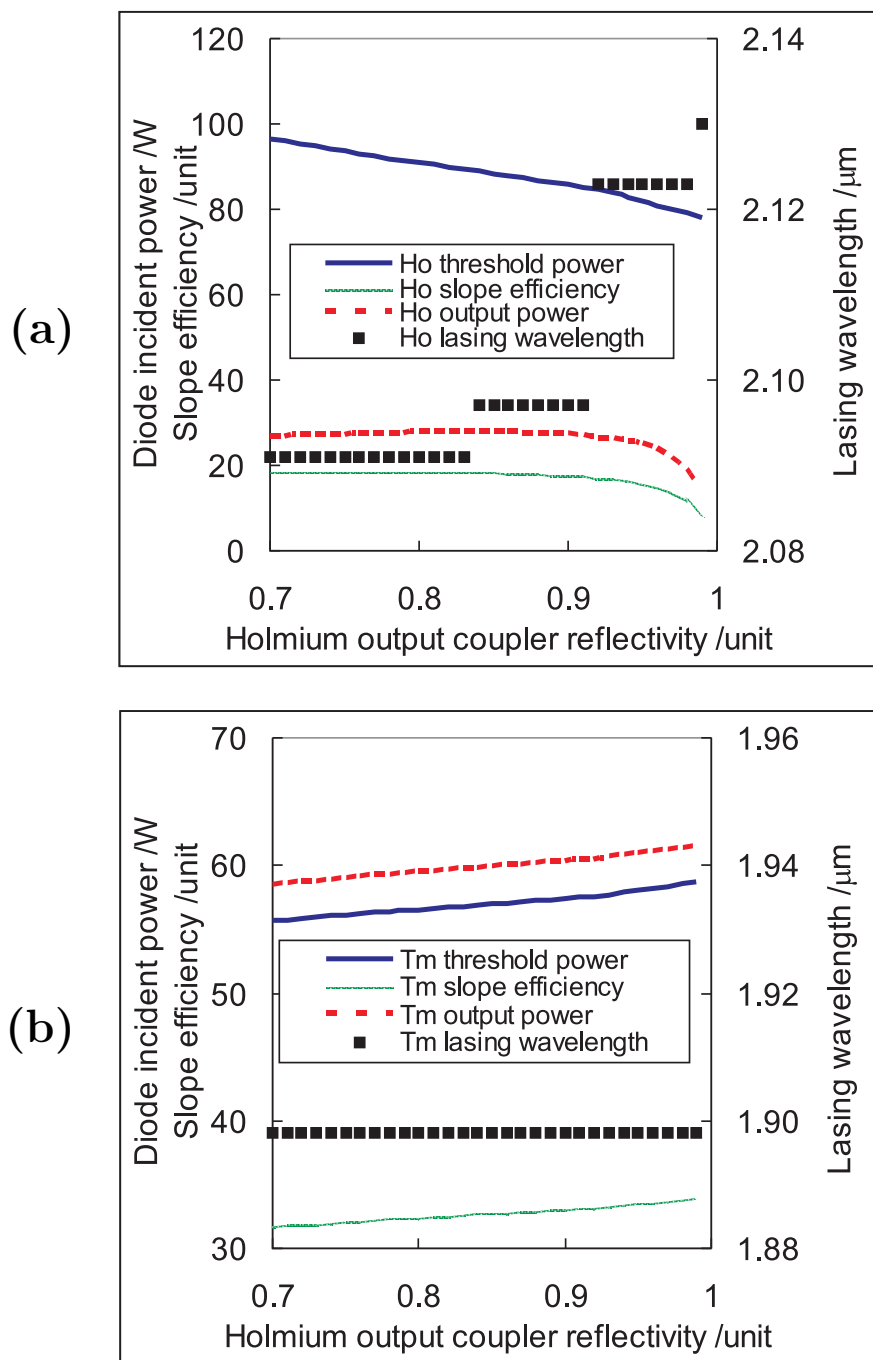 (a)
Diode incident power /W
Slope efficiency /unit
120
100
80
60
40
20
0
2.14
2.12
2.10
2.08
Lasing wavelength /μm
Ho threshold power
Ho slope efficiency
Ho output power
Ho lasing wavelength
0.7 0.8 0.9 1
Holmium output coupler reflectivity /unit
(b)
Diode incident power /W
Slope efficiency /unit
70
60
50
40
30
1.96
1.94
1.92
1.90
1.88
Lasing wavelength /μm
Tm threshold power
Tm slope efficiency
Tm output power
Tm lasing wavelength
0.7 0.8 0.9 1
Holmium output coupler reflectivity /unit